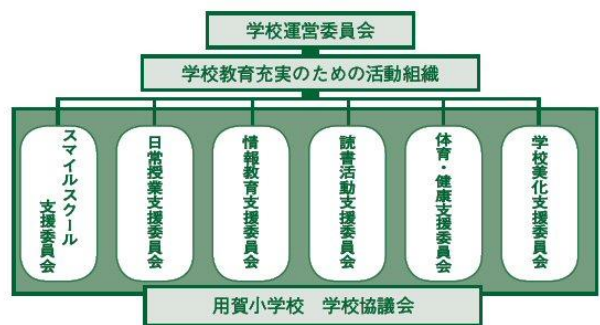 学校運営委員会
学校教育充実のための活動組織
スマイルスクール
支援委員会
日常授業支援委員会
情報教育支援委員会
読書活動支援委員会
体育・健康支援委員会
学校美化支援委員会
用賀小学校　学校協議会